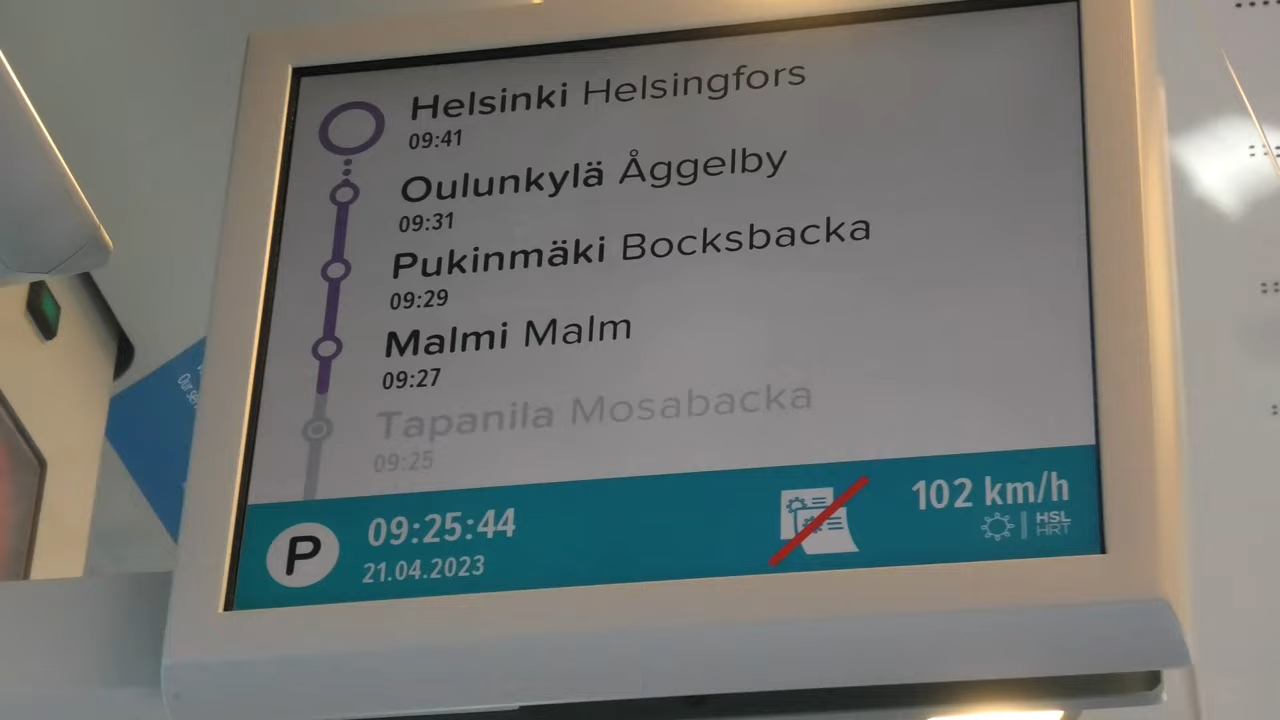 Helsinki Helsingfors
09:41
Oulunkylä Åggelby
09:31
Pukinmäki Bocksbacka
09:29
Malmi Malm
09:27
Tapanila Mosabacka
09:25
P
09:25:44
21.04.2023
102 km/h
HSL
HRT